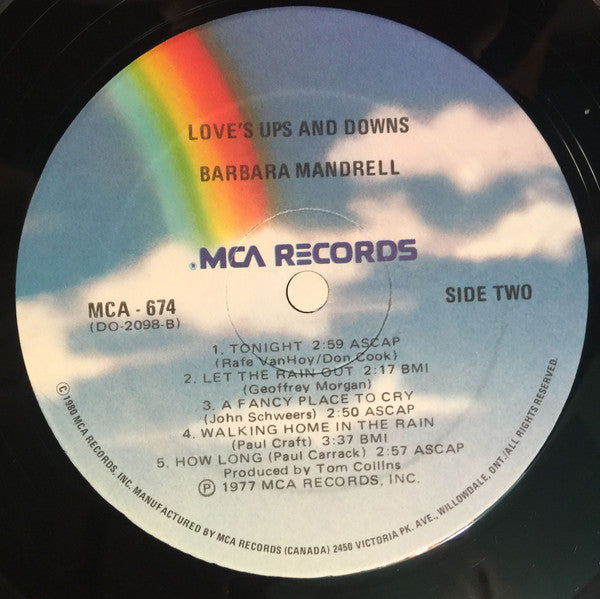 LOVE'S UPS AND DOWNS
BARBARA MANDRELL
®MCA RECORDS
MCA - 674
(DO-2098-B)
SIDE TWO
1. TONIGHT 2:59 ASCAP
(Rafe VanHoy/Don Cook)
2. LET THE RAIN OUT 2:17 BMI
(Geoffrey Morgan)
3. A FANCY PLACE TO CRY
(John Schweers) 2:50 ASCAP
4. WALKING HOME IN THE RAIN
(Paul Craft) 3:37 BMI
5. HOW LONG (Paul Carrack) 2:57 ASCAP
Produced by Tom Collins
Ⓟ 1977 MCA RECORDS, INC.
© 1980 MCA RECORDS, INC. MANUFACTURED BY MCA RECORDS (CANADA) 2450 VICTORIA PK. AVE., WILLOWDALE, ONT./ALL RIGHTS RESERVED.